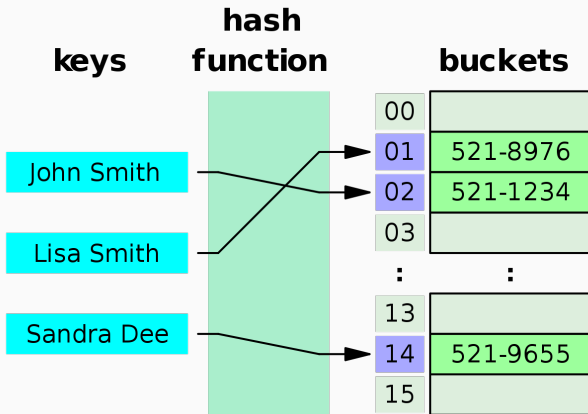 keys
hash
function
buckets
John Smith
Lisa Smith
Sandra Dee
00
01 521-8976
02 521-1234
03
: :
13
14 521-9655
15